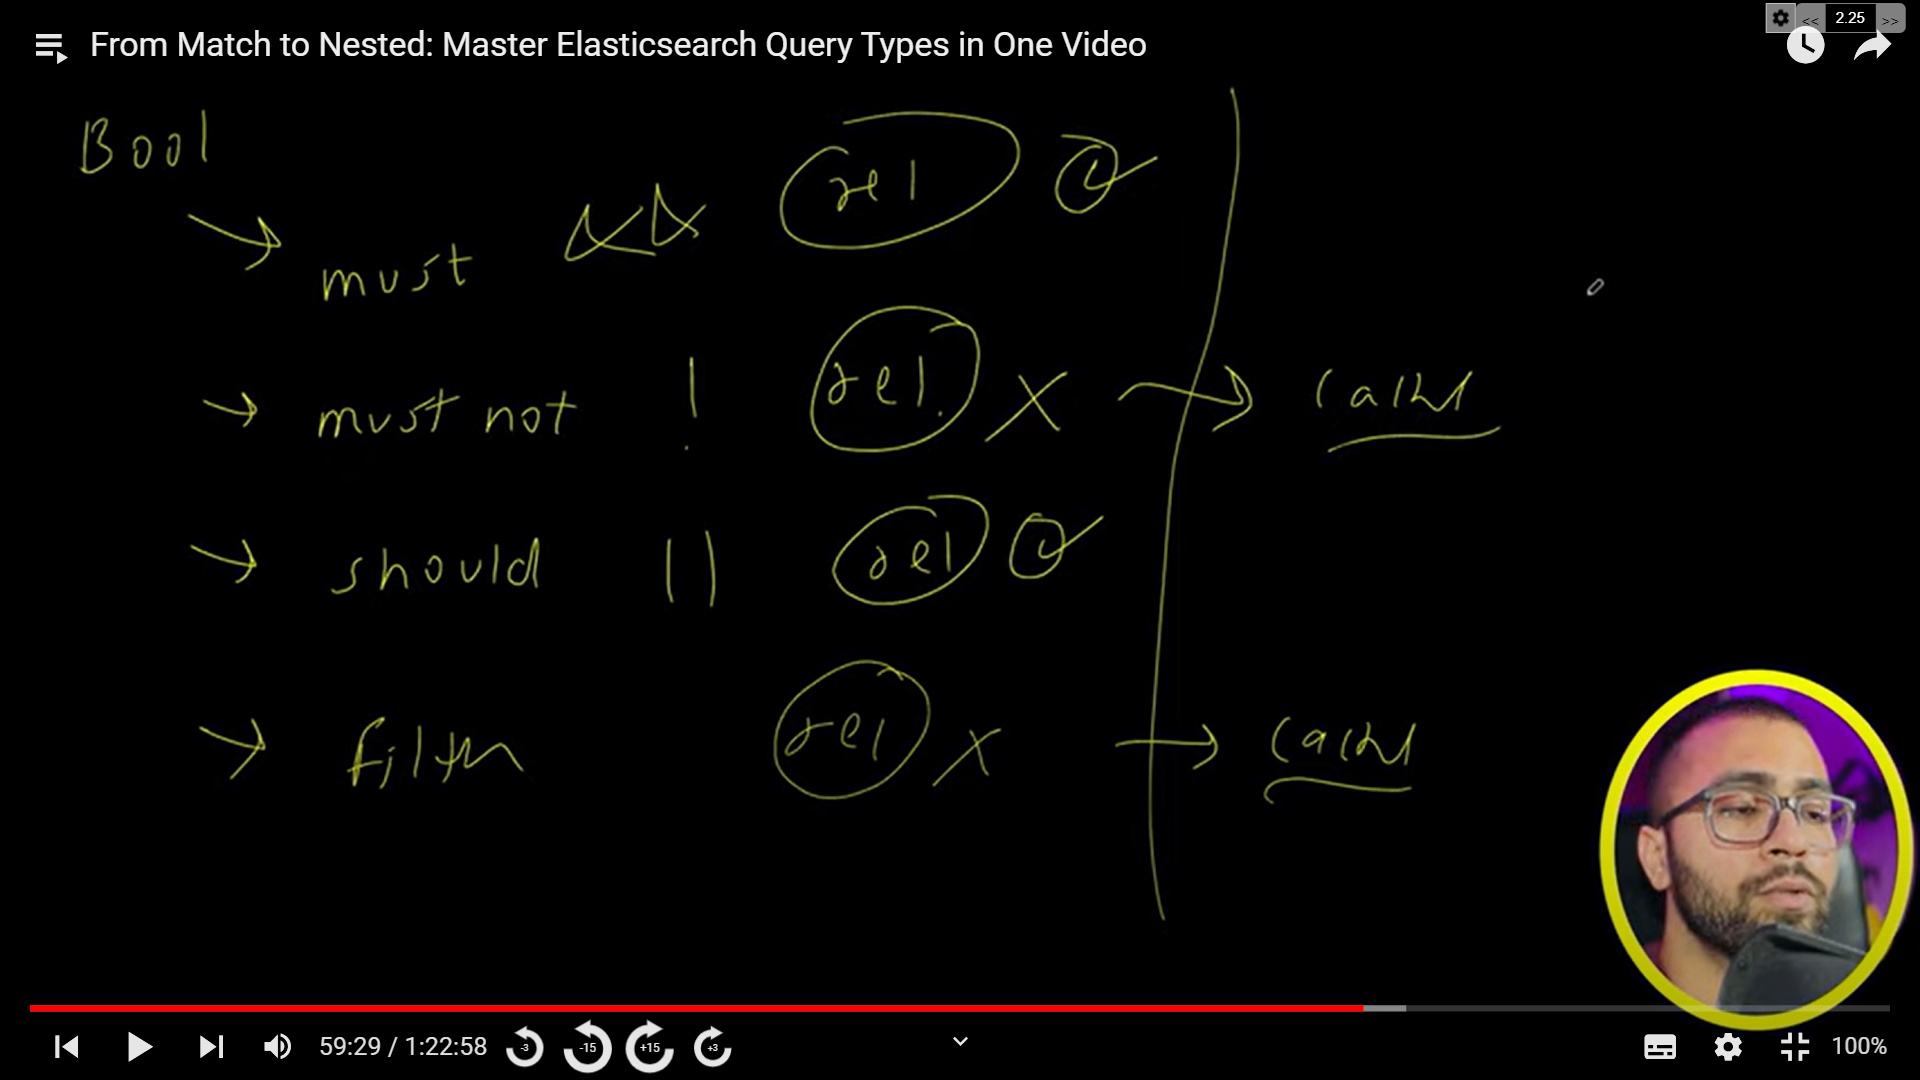 << 2.25 >>
From Match to Nested: Master Elasticsearch Query Types in One Video
Bool
must && rel
must not ! rel. X → cache
should || rel
filter rel X → cache
59:29 / 1:22:58 -3 -15 +15 +3 100%